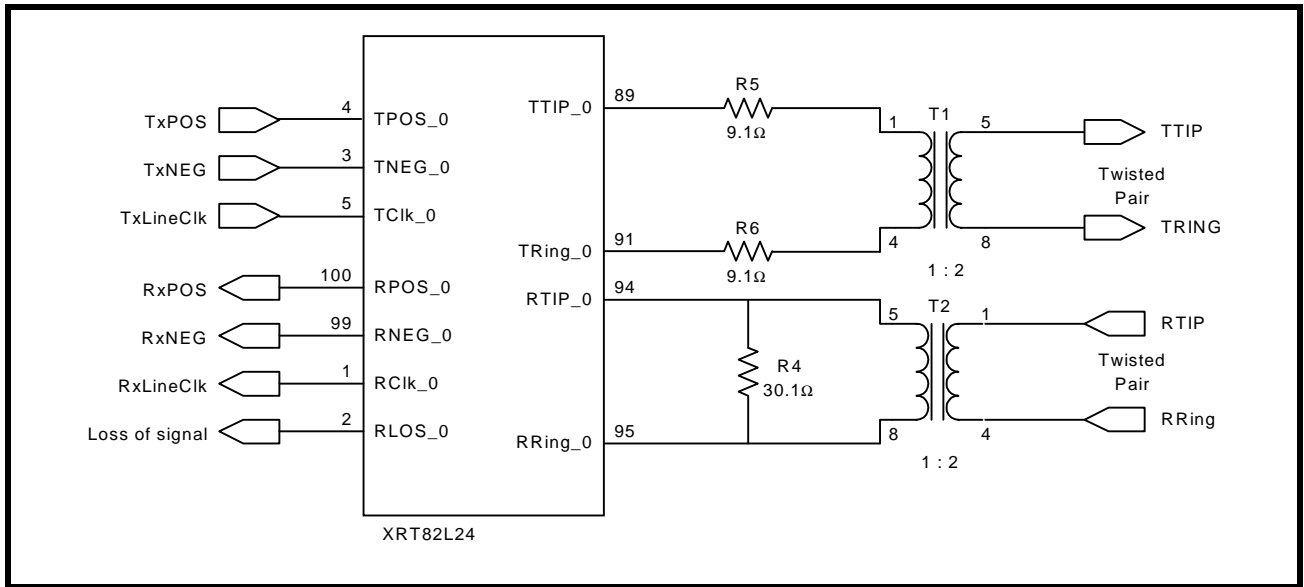 TxPOS
4
TPOS_0
TxNEG
3
TNEG_0
TxLineClk
5
TClk_0
RxPOS
100
RPOS_0
RxNEG
99
RNEG_0
RxLineClk
1
RClk_0
Loss of signal
2
RLOS_0
TTIP_0
89
TRing_0
91
RTIP_0
94
RRing_0
95
XRT82L24
R5
9.1Ω
R6
9.1Ω
R4
30.1Ω
T1
1
5
4
8
1 : 2
TTIP
Twisted
Pair
TRING
T2
5
1
8
4
1 : 2
RTIP
Twisted
Pair
RRing